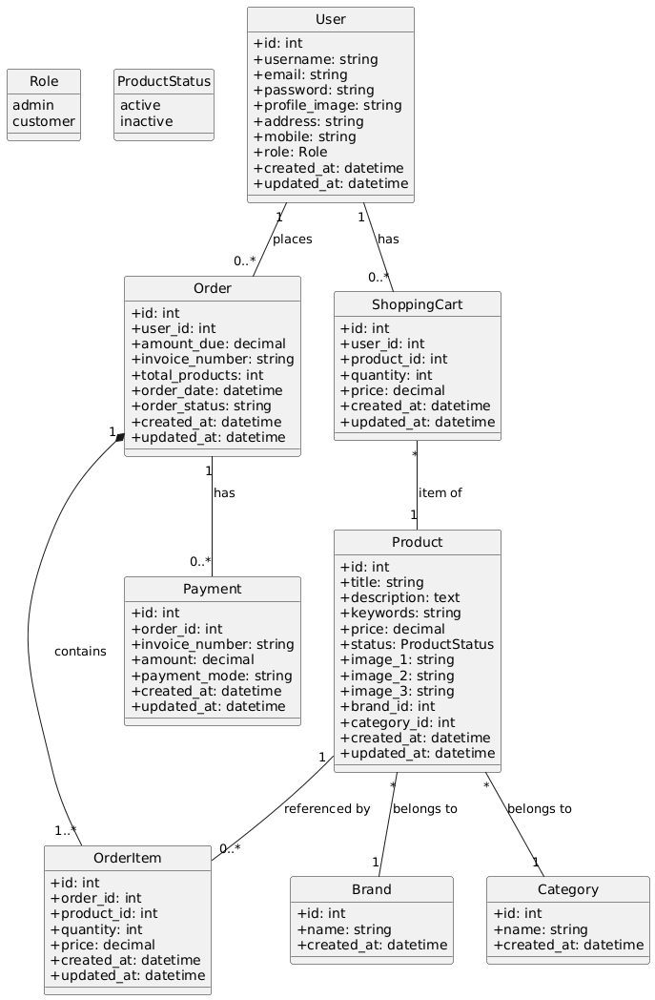 User
+id: int
+username: string
+email: string
+password: string
+profile_image: string
+address: string
+mobile: string
+role: Role
+created_at: datetime
+updated_at: datetime
Role
admin
customer
ProductStatus
active
inactive
1
places
0..*
1
has
0..*
Order
+id: int
+user_id: int
+amount_due: decimal
+invoice_number: string
+total_products: int
+order_date: datetime
+order_status: string
+created_at: datetime
+updated_at: datetime
ShoppingCart
+id: int
+user_id: int
+product_id: int
+quantity: int
+price: decimal
+created_at: datetime
+updated_at: datetime
1
contains
1..*
1
has
0..*
*
item of
1
Payment
+id: int
+order_id: int
+invoice_number: string
+amount: decimal
+payment_mode: string
+created_at: datetime
+updated_at: datetime
Product
+id: int
+title: string
+description: text
+keywords: string
+price: decimal
+status: ProductStatus
+image_1: string
+image_2: string
+image_3: string
+brand_id: int
+category_id: int
+created_at: datetime
+updated_at: datetime
1
referenced by
0..*
*
belongs to
1
*
belongs to
1
OrderItem
+id: int
+order_id: int
+product_id: int
+quantity: int
+price: decimal
+created_at: datetime
+updated_at: datetime
Brand
+id: int
+name: string
+created_at: datetime
Category
+id: int
+name: string
+created_at: datetime